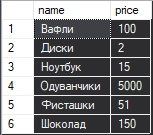 name price
1 Вафли 100
2 Диски 2
3 Ноутбук 15
4 Одуванчики 5000
5 Фисташки 51
6 Шоколад 150